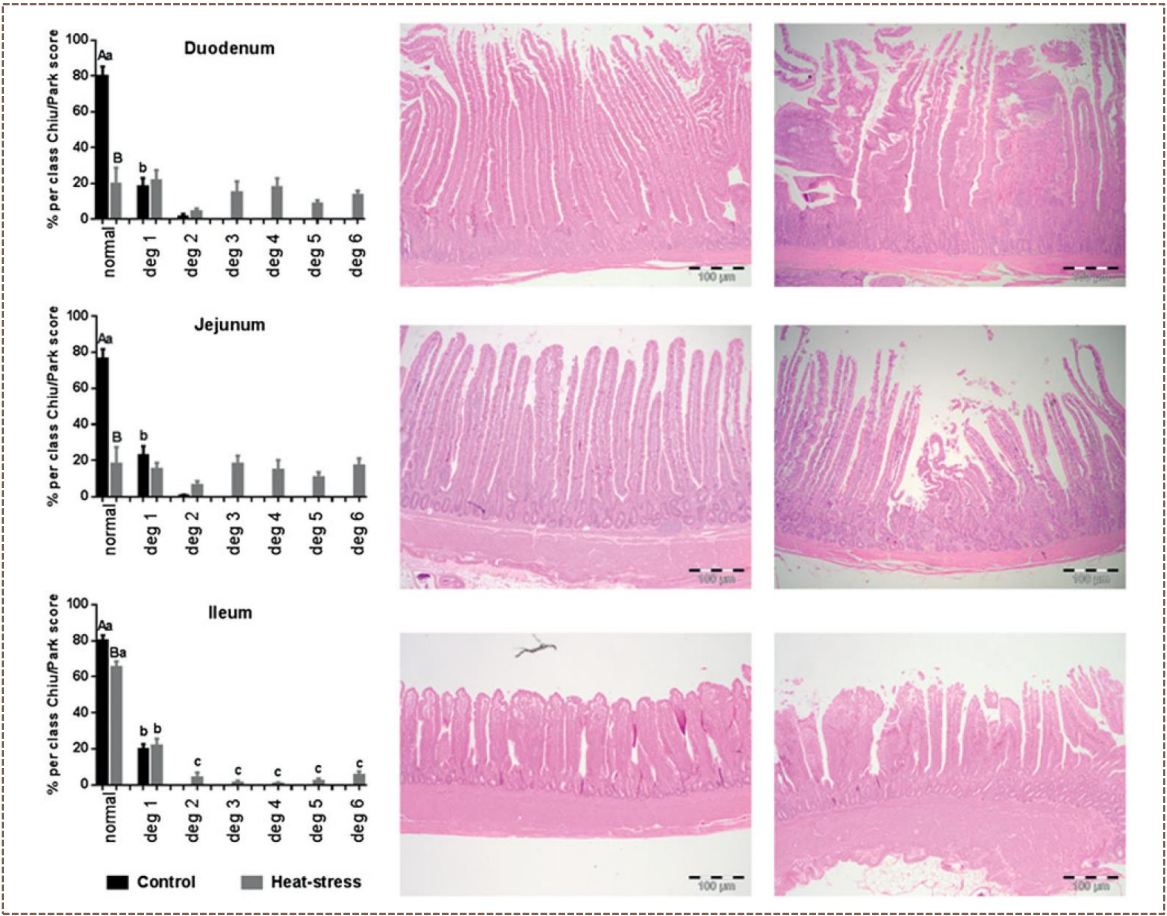 Duodenum
% per class Chiu/Park score
100
80
60
40
20
0
Aa
B
b
normal
deg 1
deg 2
deg 3
deg 4
deg 5
deg 6
100 µm
100 µm
Jejunum
% per class Chiu/Park score
100
80
60
40
20
0
Aa
B
b
normal
deg 1
deg 2
deg 3
deg 4
deg 5
deg 6
100 µm
100 µm
Ileum
% per class Chiu/Park score
100
80
60
40
20
0
Aa
Ba
b b
c
c
c
c
c
normal
deg 1
deg 2
deg 3
deg 4
deg 5
deg 6
100 µm
100 µm
Control
Heat-stress